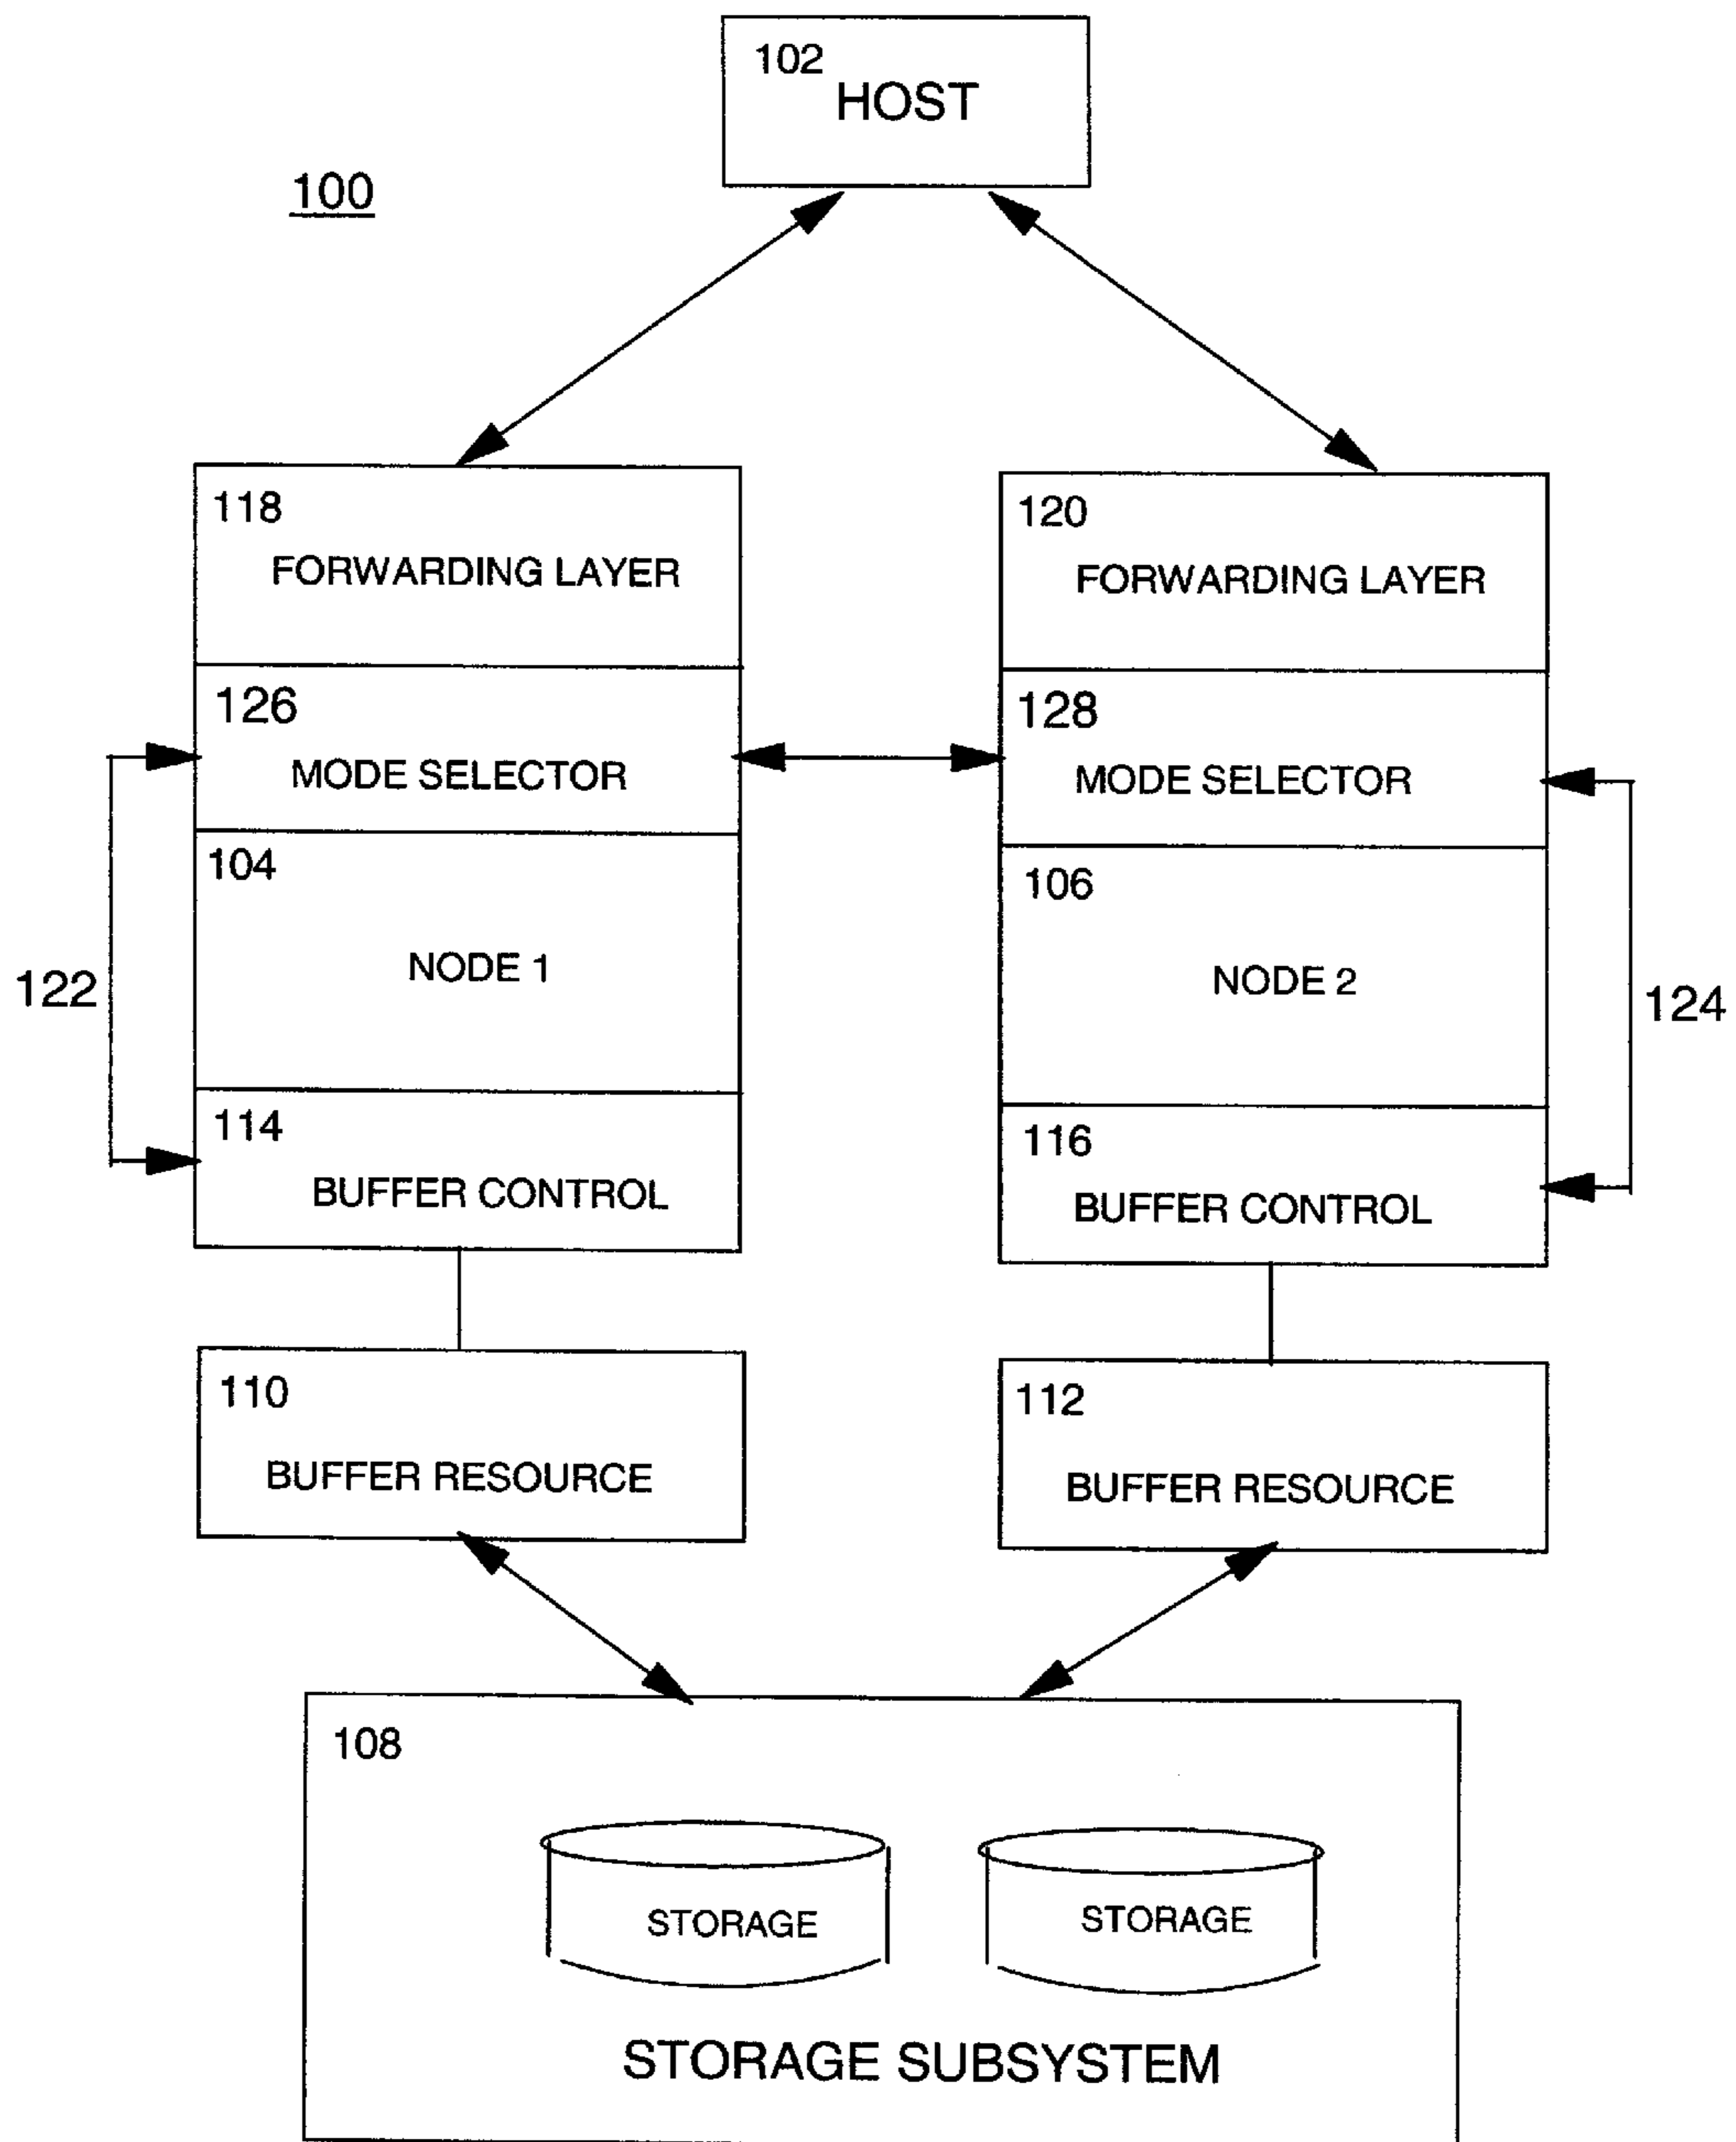 102
HOST
100
118
FORWARDING LAYER
120
FORWARDING LAYER
126
MODE SELECTOR
128
MODE SELECTOR
104
NODE 1
106
NODE 2
122
124
114
BUFFER CONTROL
116
BUFFER CONTROL
110
BUFFER RESOURCE
112
BUFFER RESOURCE
108
STORAGE
STORAGE
STORAGE SUBSYSTEM